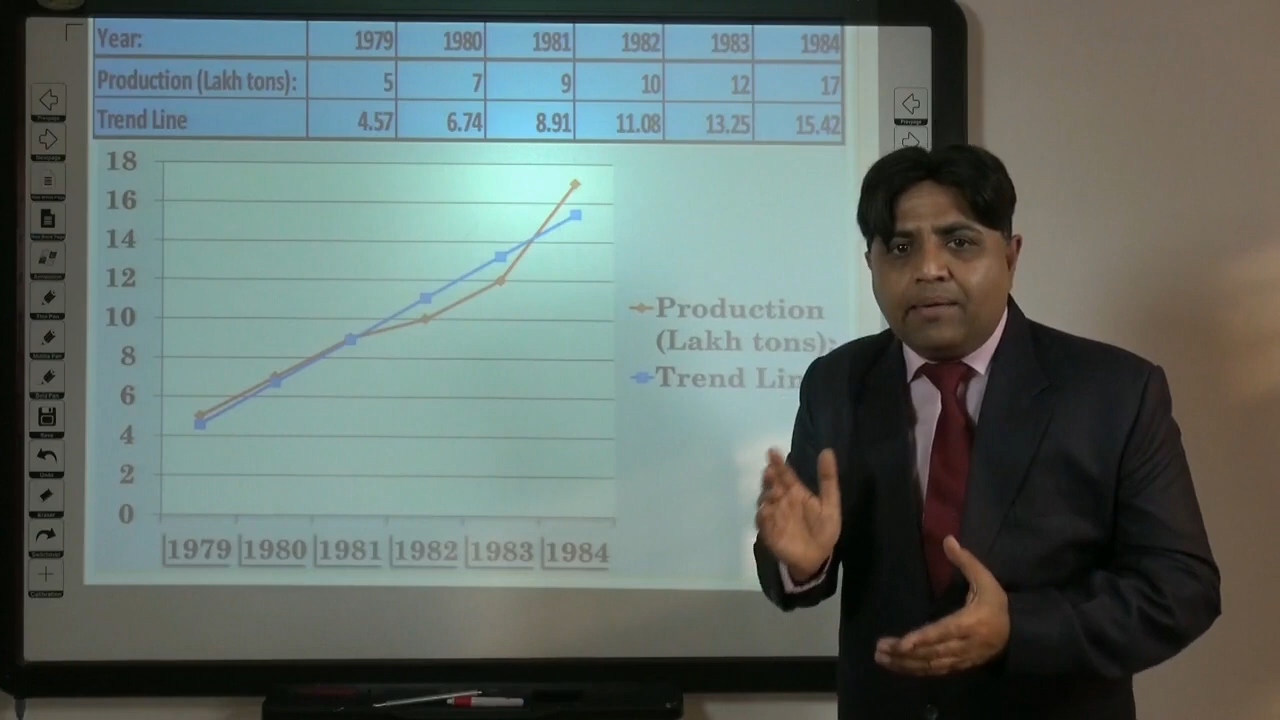 Year: 1979 1980 1981 1982 1983 1984
Production (Lakh tons): 5 7 9 10 12 17
Trend Line 4.57 6.74 8.91 11.08 13.25 15.42
18
16
14
12
10
8
6
4
2
0
1979 1980 1981 1982 1983 1984
Production
(Lakh tons):
Trend Lin